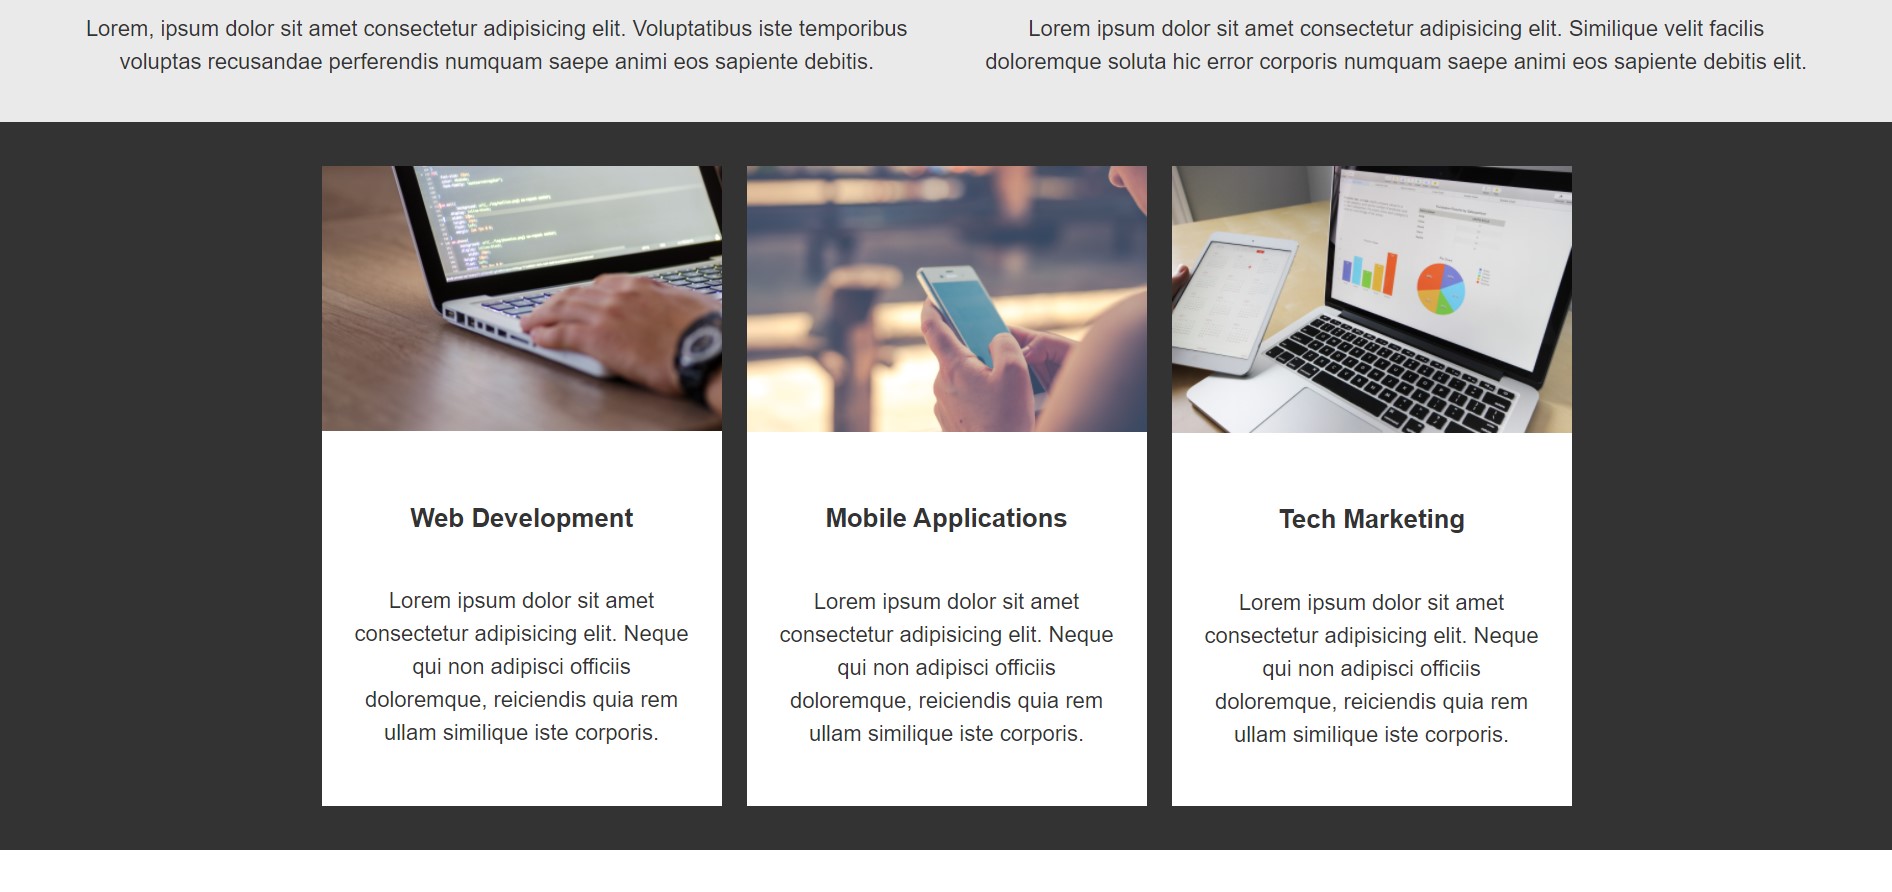 Lorem, ipsum dolor sit amet consectetur adipisicing elit. Voluptatibus iste temporibus
voluptas recusandae perferendis numquam saepe animi eos sapiente debitis.
Lorem ipsum dolor sit amet consectetur adipisicing elit. Similique velit facilis
doloremque soluta hic error corporis numquam saepe animi eos sapiente debitis elit.
Web Development
Lorem ipsum dolor sit amet
consectetur adipisicing elit. Neque
qui non adipisci officiis
doloremque, reiciendis quia rem
ullam similique iste corporis.
Mobile Applications
Lorem ipsum dolor sit amet
consectetur adipisicing elit. Neque
qui non adipisci officiis
doloremque, reiciendis quia rem
ullam similique iste corporis.
Tech Marketing
Lorem ipsum dolor sit amet
consectetur adipisicing elit. Neque
qui non adipisci officiis
doloremque, reiciendis quia rem
ullam similique iste corporis.